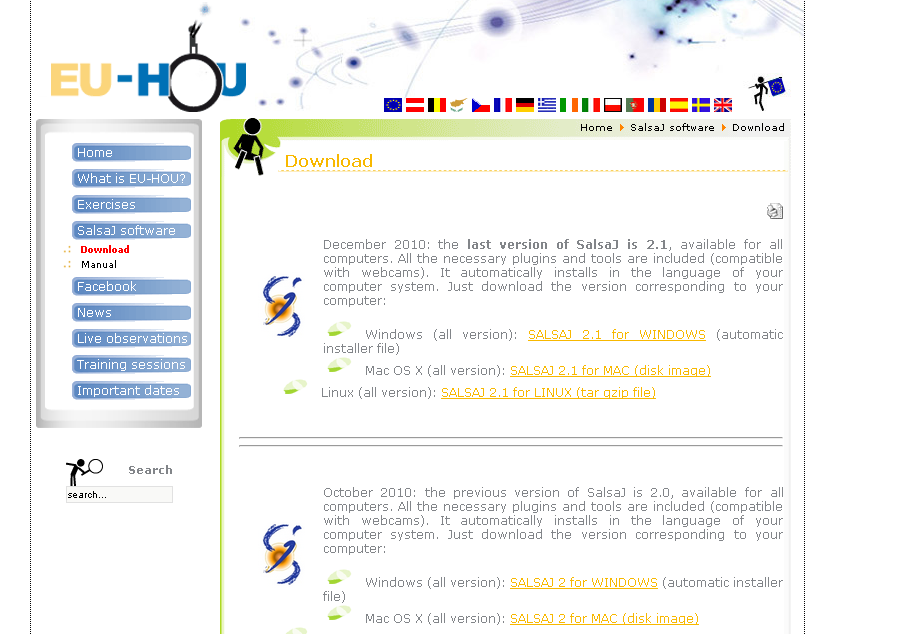 EU-HOU
Home SalsaJ software Download
Home
What is EU-HOU?
Exercises
SalsaJ software
Download
Manual
Facebook
News
Live observations
Training sessions
Important dates
Search
search...
Download
December 2010: the last version of SalsaJ is 2.1, available for all
computers. All the necessary plugins and tools are included (compatible
with webcams). It automatically installs in the language of your
computer system. Just download the version corresponding to your
computer:
Windows (all version): SALSAJ 2.1 for WINDOWS (automatic
installer file)
Mac OS X (all version): SALSAJ 2.1 for MAC (disk image)
Linux (all version): SALSAJ 2.1 for LINUX (tar gzip file)
October 2010: the previous version of SalsaJ is 2.0, available for all
computers. All the necessary plugins and tools are included (compatible
with webcams). It automatically installs in the language of your
computer system. Just download the version corresponding to your
computer:
Windows (all version): SALSAJ 2 for WINDOWS (automatic installer
file)
Mac OS X (all version): SALSAJ 2 for MAC (disk image)